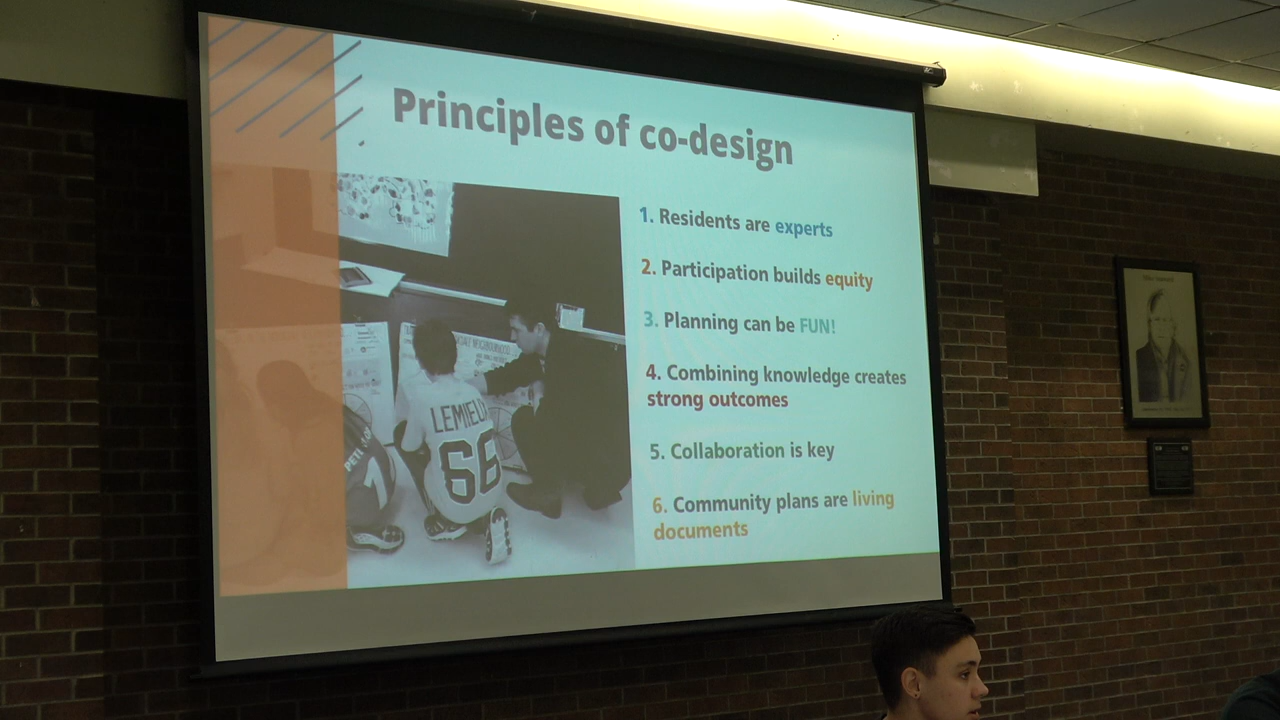 Principles of co-design
1. Residents are experts
2. Participation builds equity
3. Planning can be FUN!
4. Combining knowledge creates
strong outcomes
5. Collaboration is key
6. Community plans are living
documents
LEMIEUX
66